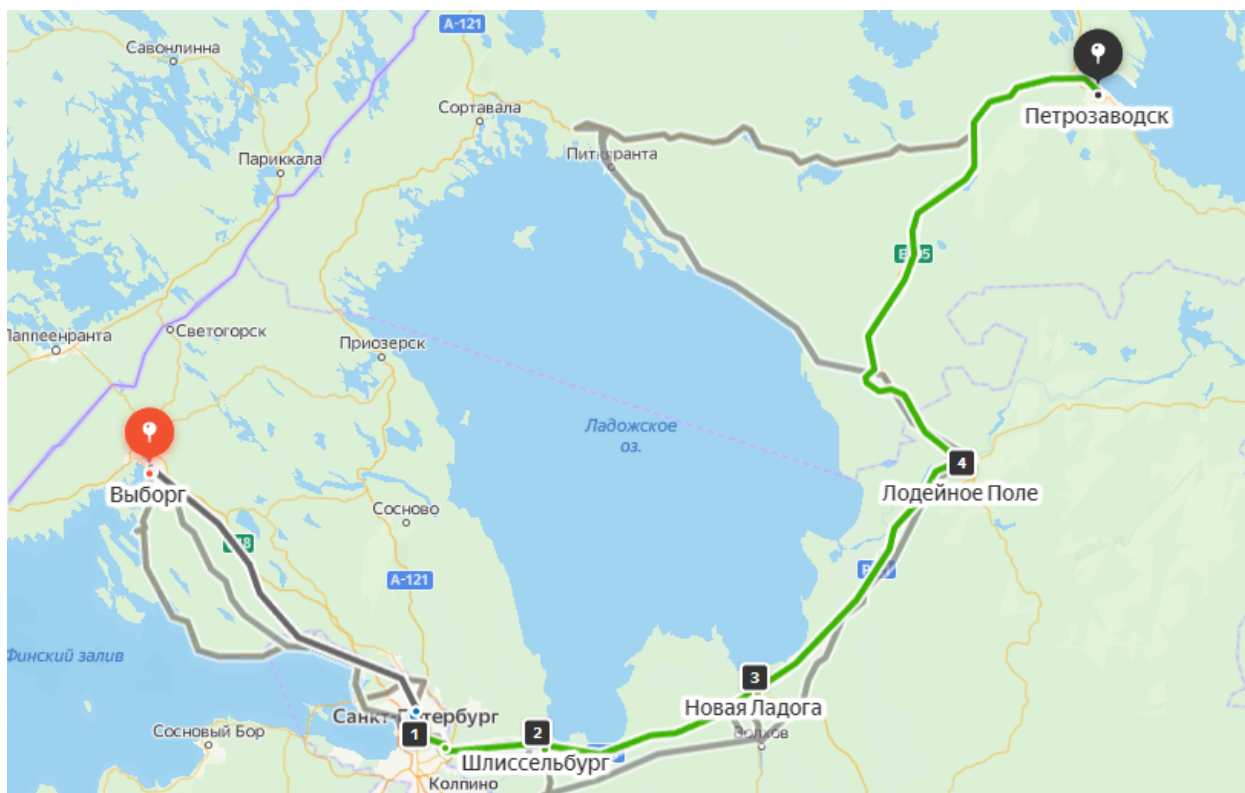 А-121
Савонлинна
Сортавала
Петрозаводск
Париккала
Питкяранта
Светогорск
Лаппеенранта
Приозерск
Ладожское
оз.
4
Выборг
Лодейное Поле
Сосново
А-121
Финский залив
3
Новая Ладога
Санкт-Петербург
Сосновый Бор
1
2
Волхов
Шлиссельбург
Колпино